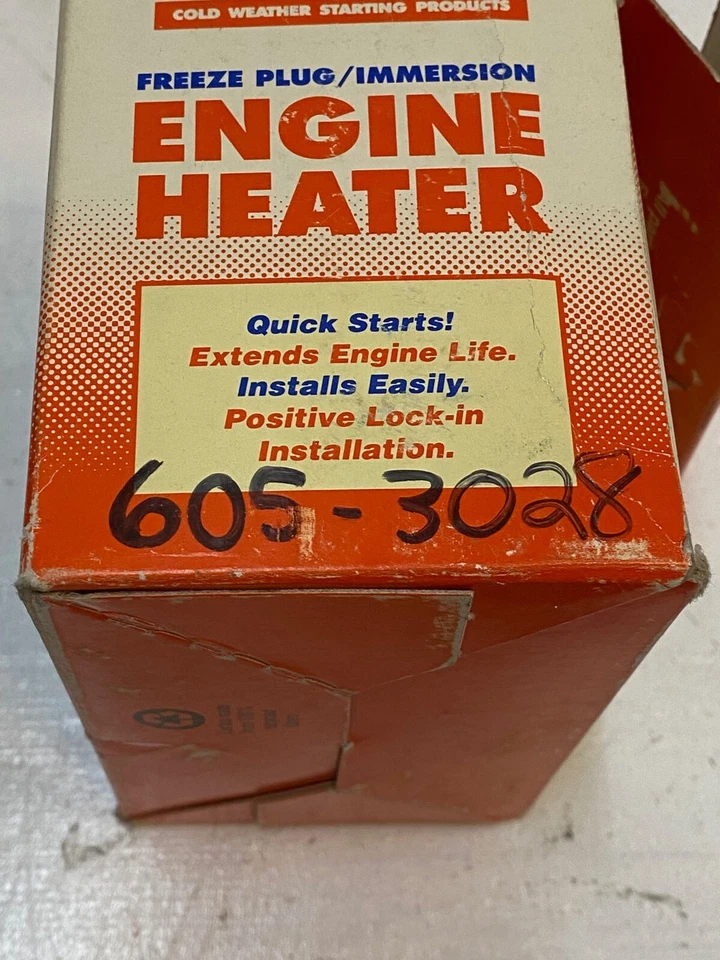 COLD WEATHER STARTING PRODUCTS
FREEZE PLUG/IMMERSION
ENGINE
HEATER
Quick Starts!
Extends Engine Life.
Installs Easily.
Positive Lock-in
Installation.
605-3028